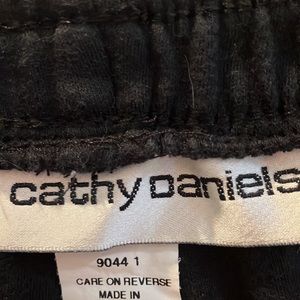 cathy daniels
9044 1
CARE ON REVERSE
MADE IN